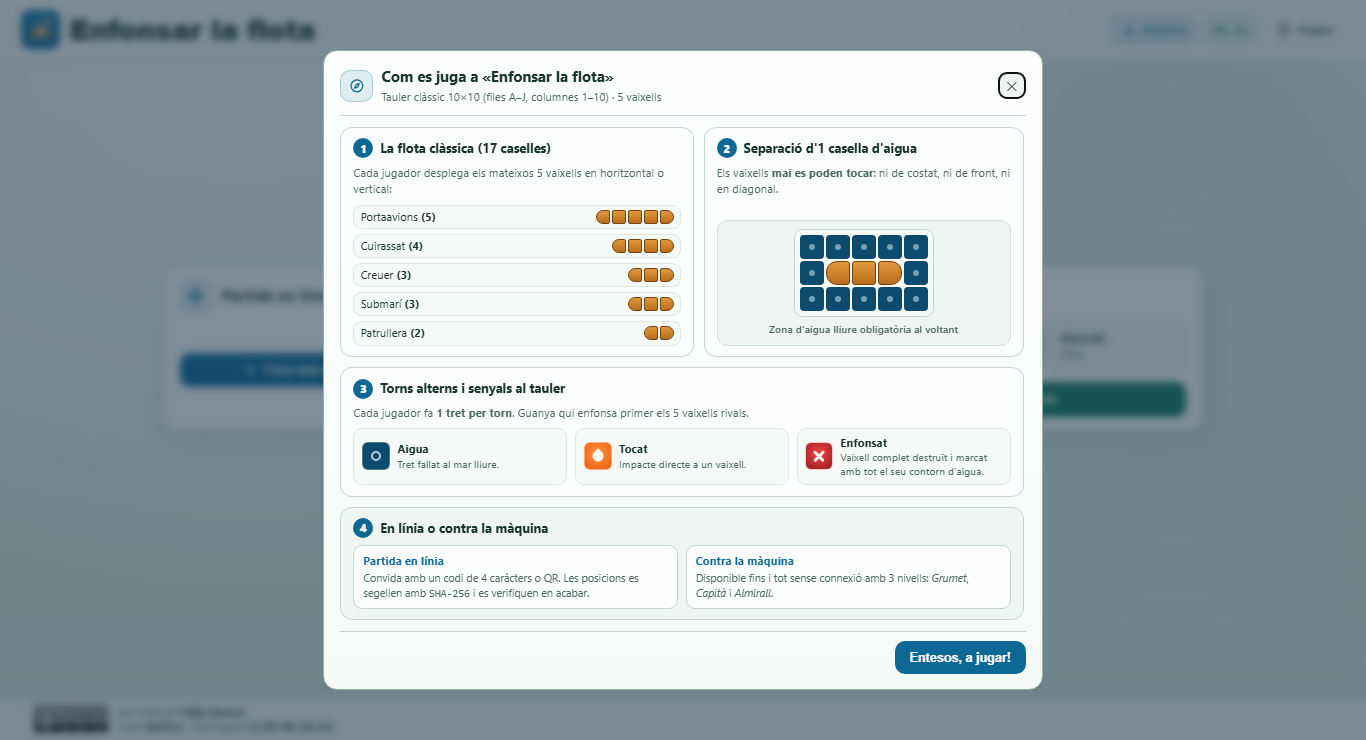 Enfonsar la flota
Com es juga a «Enfonsar la flota»
Tauler clàssic 10×10 (files A–J, columnes 1–10) · 5 vaixells
1 La flota clàssica (17 caselles)
Cada jugador desplega els mateixos 5 vaixells en horitzontal o
vertical:
Portaavions (5)
Cuirassat (4)
Creuer (3)
Submarí (3)
Patrullera (2)
2 Separació d'1 casella d'aigua
Els vaixells mai es poden tocar: ni de costat, ni de front, ni
en diagonal.
Zona d'aigua lliure obligatòria al voltant
3 Torns alterns i senyals al tauler
Cada jugador fa 1 tret per torn. Guanya qui enfonsa primer els 5 vaixells rivals.
Aigua
Tret fallat al mar lliure.
Tocat
Impacte directe a un vaixell.
Enfonsat
Vaixell complet destruït i marcat
amb tot el seu contorn d'aigua.
4 En línia o contra la màquina
Partida en línia
Convida amb un codi de 4 caràcters o QR. Les posicions es
segellen amb SHA-256 i es verifiquen en acabar.
Contra la màquina
Disponible fins i tot sense connexió amb 3 nivells: Grumet,
Capità i Almirall.
Entesos, a jugar!